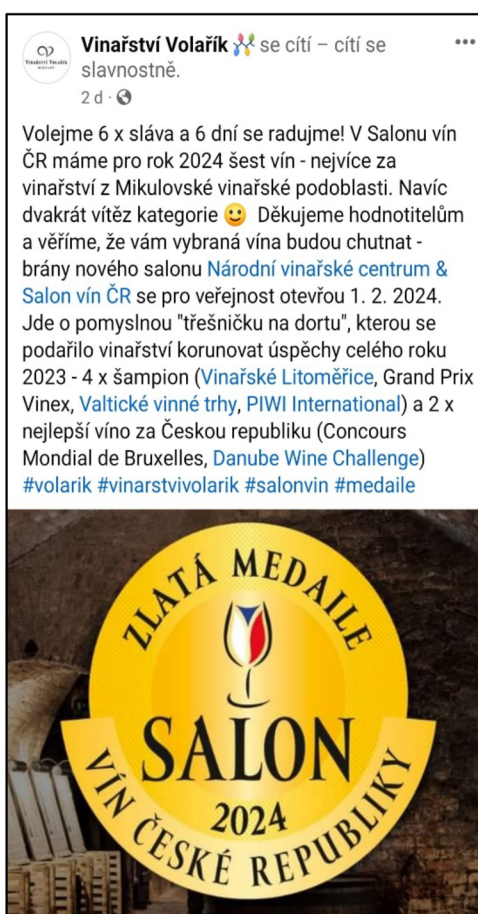 Vinařství Volařík
MIKULOV
Vinařství Volařík se cítí – cítí se
slavnostně.
2 d
Volejme 6 x sláva a 6 dní se radujme! V Salonu vín
ČR máme pro rok 2024 šest vín - nejvíce za
vinařství z Mikulovské vinařské podoblasti. Navíc
dvakrát vítěz kategorie 🙂 Děkujeme hodnotitelům
a věříme, že vám vybraná vína budou chutnat -
brány nového salonu Národní vinařské centrum &
Salon vín ČR se pro veřejnost otevřou 1. 2. 2024.
Jde o pomyslnou "třešničku na dortu", kterou se
podařilo vinařství korunovat úspěchy celého roku
2023 - 4 x šampion (Vinařské Litoměřice, Grand Prix
Vinex, Valtické vinné trhy, PIWI International) a 2 x
nejlepší víno za Českou republiku (Concours
Mondial de Bruxelles, Danube Wine Challenge)
#volarik #vinarstvivolarik #salonvin #medaile
ZLATÁ MEDAILE
SALON
2024
VÍN ČESKÉ REPUBLIKY